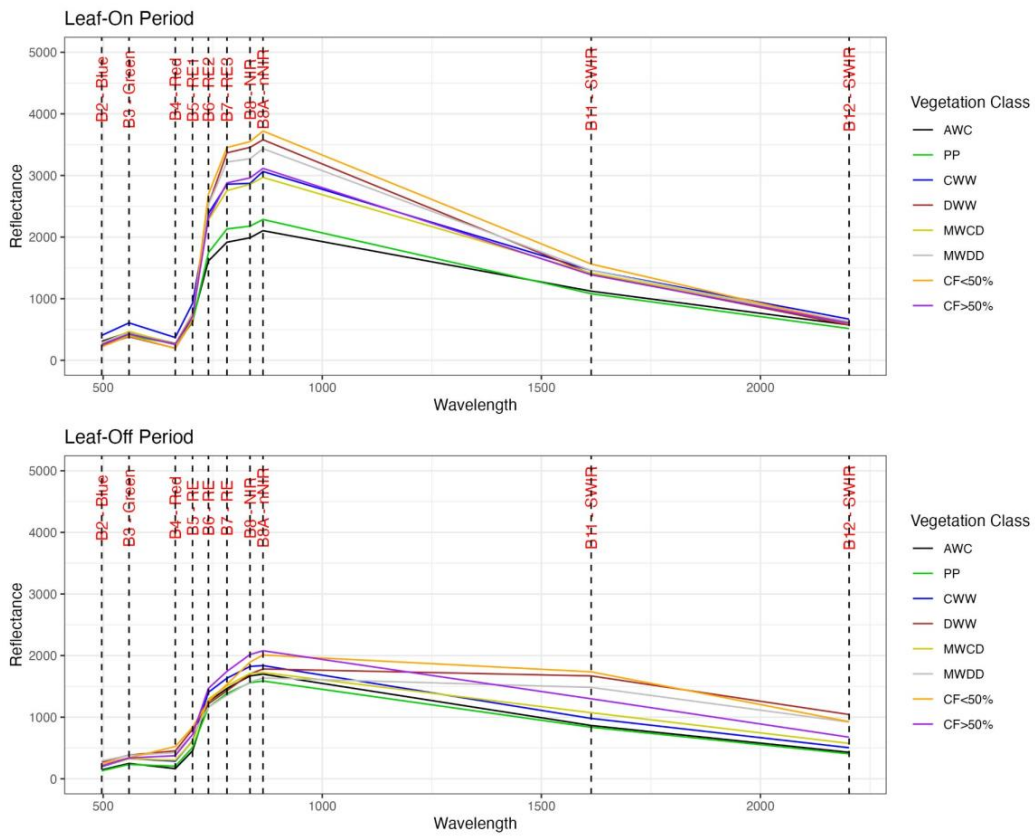 Leaf-On Period
5000
4000
3000
2000
1000
0
Reflectance
B2 - Blue
B3 - Green
B4 - Red
B5 - RE1
B6 - RE2
B7 - RE3
B8 - NIR
B8A - nNIR
B11 - SWIR
B12 - SWIR
500
1000
1500
2000
Wavelength
Vegetation Class
AWC
PP
CWW
DWW
MWCD
MWDD
CF<50%
CF>50%
Leaf-Off Period
5000
4000
3000
2000
1000
0
Reflectance
B2 - Blue
B3 - Green
B4 - Red
B5 - RE
B6 - RE
B7 - RE
B8 - NIR
B8A - nNIR
B11 - SWIR
B12 - SWIR
500
1000
1500
2000
Wavelength
Vegetation Class
AWC
PP
CWW
DWW
MWCD
MWDD
CF<50%
CF>50%